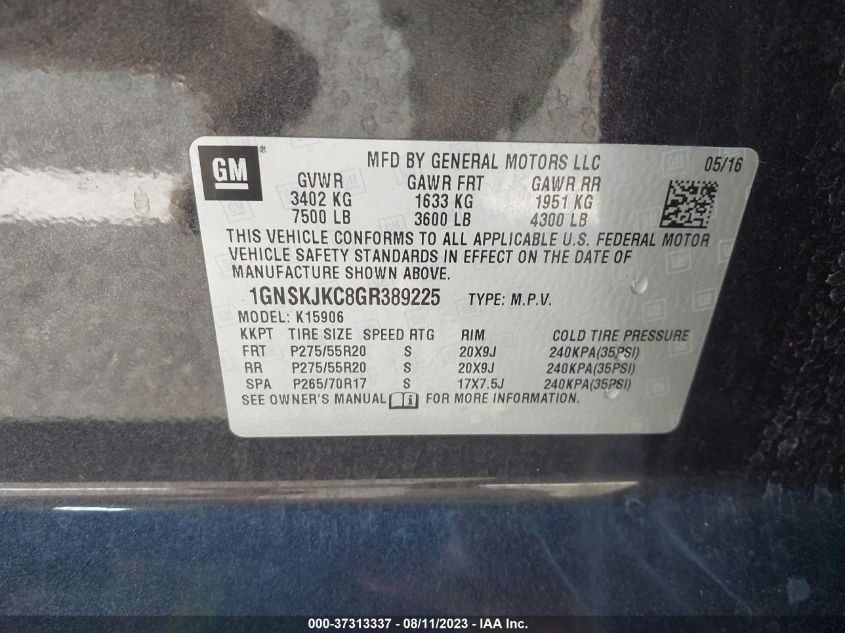 GM ® MFD BY GENERAL MOTORS LLC 05/16
GVWR GAWR FRT GAWR RR
3402 KG 1633 KG 1951 KG
7500 LB 3600 LB 4300 LB
THIS VEHICLE CONFORMS TO ALL APPLICABLE U.S. FEDERAL MOTOR
VEHICLE SAFETY STANDARDS IN EFFECT ON THE DATE OF
MANUFACTURE SHOWN ABOVE.
1GNSKJKC8GR389225 TYPE: M.P.V.
MODEL: K15906
KKPT TIRE SIZE SPEED RTG RIM COLD TIRE PRESSURE
FRT P275/55R20 S 20X9J 240KPA(35PSI)
RR P275/55R20 S 20X9J 240KPA(35PSI)
SPA P265/70R17 S 17X7.5J 240KPA(35PSI)
SEE OWNER'S MANUAL FOR MORE INFORMATION.
000-37313337 - 08/11/2023 - IAA Inc.